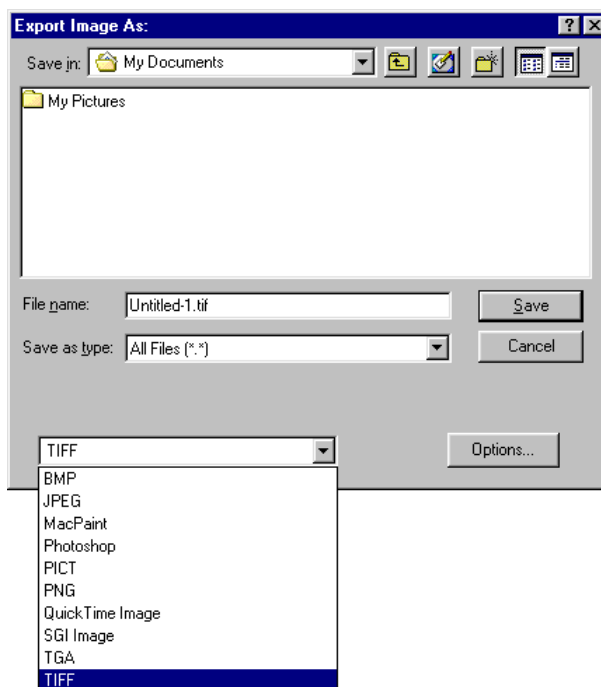 Export Image As:
Save in: My Documents
My Pictures
File name: Untitled-1.tif Save
Save as type: All Files (*.*) Cancel
TIFF Options...
BMP
JPEG
MacPaint
Photoshop
PICT
PNG
QuickTime Image
SGI Image
TGA
TIFF